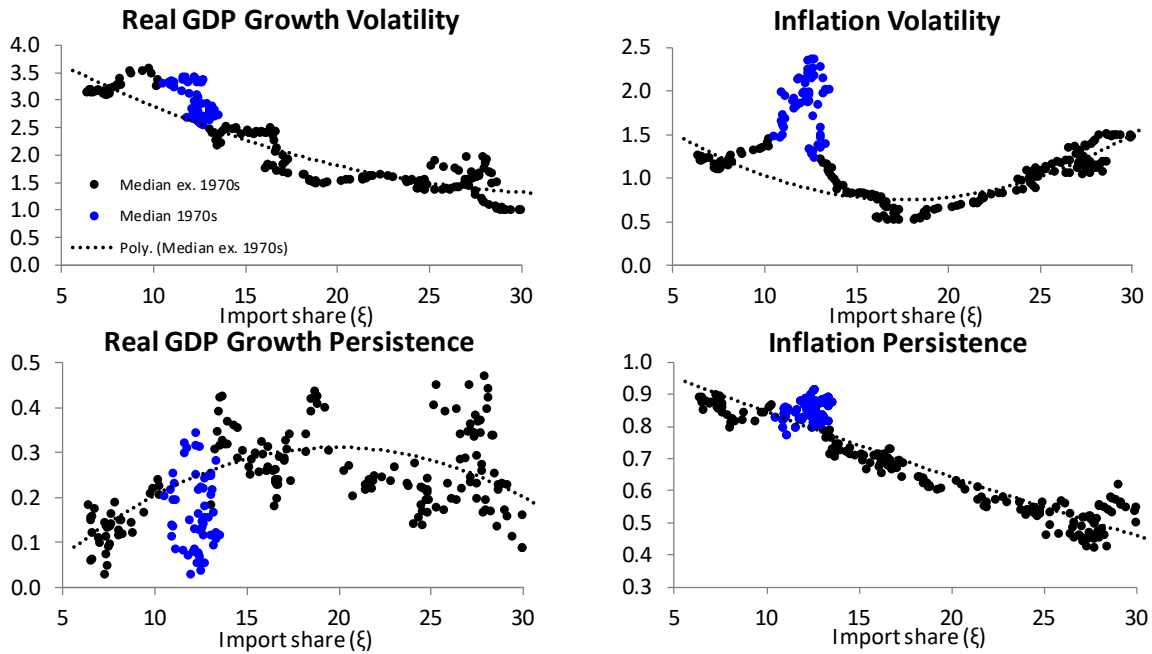 Real GDP Growth Volatility
4.0
3.5
3.0
2.5
2.0
1.5
1.0
0.5
0.0
Median ex. 1970s
Median 1970s
Poly. (Median ex. 1970s)
5 10 15 20 25 30
Import share (ξ)
Inflation Volatility
2.5
2.0
1.5
1.0
0.5
0.0
5 10 15 20 25 30
Import share (ξ)
Real GDP Growth Persistence
0.5
0.4
0.3
0.2
0.1
0.0
5 10 15 20 25 30
Import share (ξ)
Inflation Persistence
1.0
0.9
0.8
0.7
0.6
0.5
0.4
0.3
5 10 15 20 25 30
Import share (ξ)